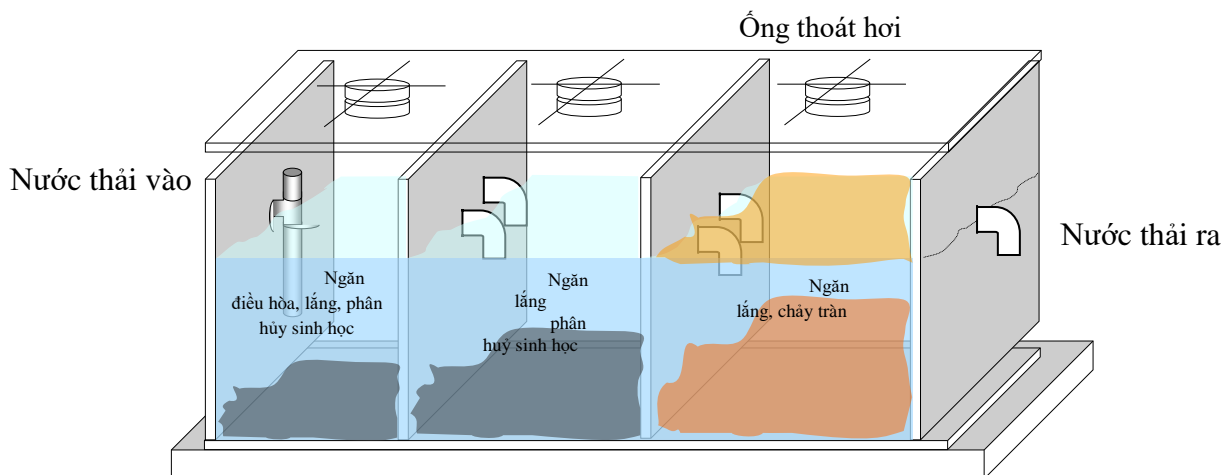 Ống thoát hơi
Nước thải vào
Nước thải ra
Ngăn
điều hòa, lắng, phân
hủy sinh học
Ngăn
lắng
phân
huỷ sinh học
Ngăn
lắng, chảy tràn